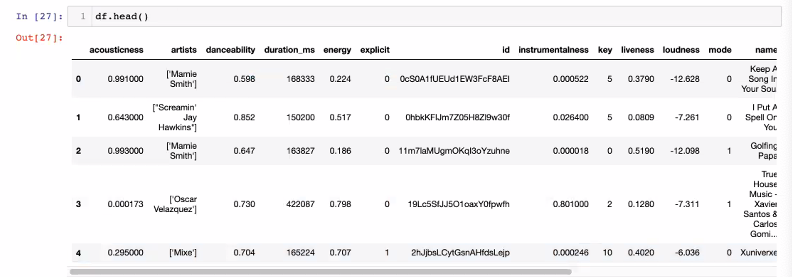 In [27]: 1 df.head()
Out[27]:
acousticness artists danceability duration_ms energy explicit id instrumentalness key liveness loudness mode name
0 0.991000 ['Mamie Smith'] 0.598 168333 0.224 0 0cS0A1fUEUd1EW3FcF8AEI 0.000522 5 0.3790 -12.628 0 Keep A Song In Your Soul
1 0.643000 ["Screamin' Jay Hawkins"] 0.852 150200 0.517 0 0hbkKFIJm7Z05H8Zl9w30f 0.026400 5 0.0809 -7.261 0 I Put A Spell On You
2 0.993000 ['Mamie Smith'] 0.647 163827 0.186 0 11m7laMUgmOKqI3oYzuhne 0.000018 0 0.5190 -12.098 1 Golfing Papa
3 0.000173 ['Oscar Velazquez'] 0.730 422087 0.798 0 19Lc5SfJJ5O1oaxY0fpwfh 0.801000 2 0.1280 -7.311 1 True House Music - Xavier Santos & Carlos Gomi...
4 0.295000 ['Mixe'] 0.704 165224 0.707 1 2hJjbsLCytGsnAHfdsLejp 0.000246 10 0.4020 -6.036 0 Xuniverxe